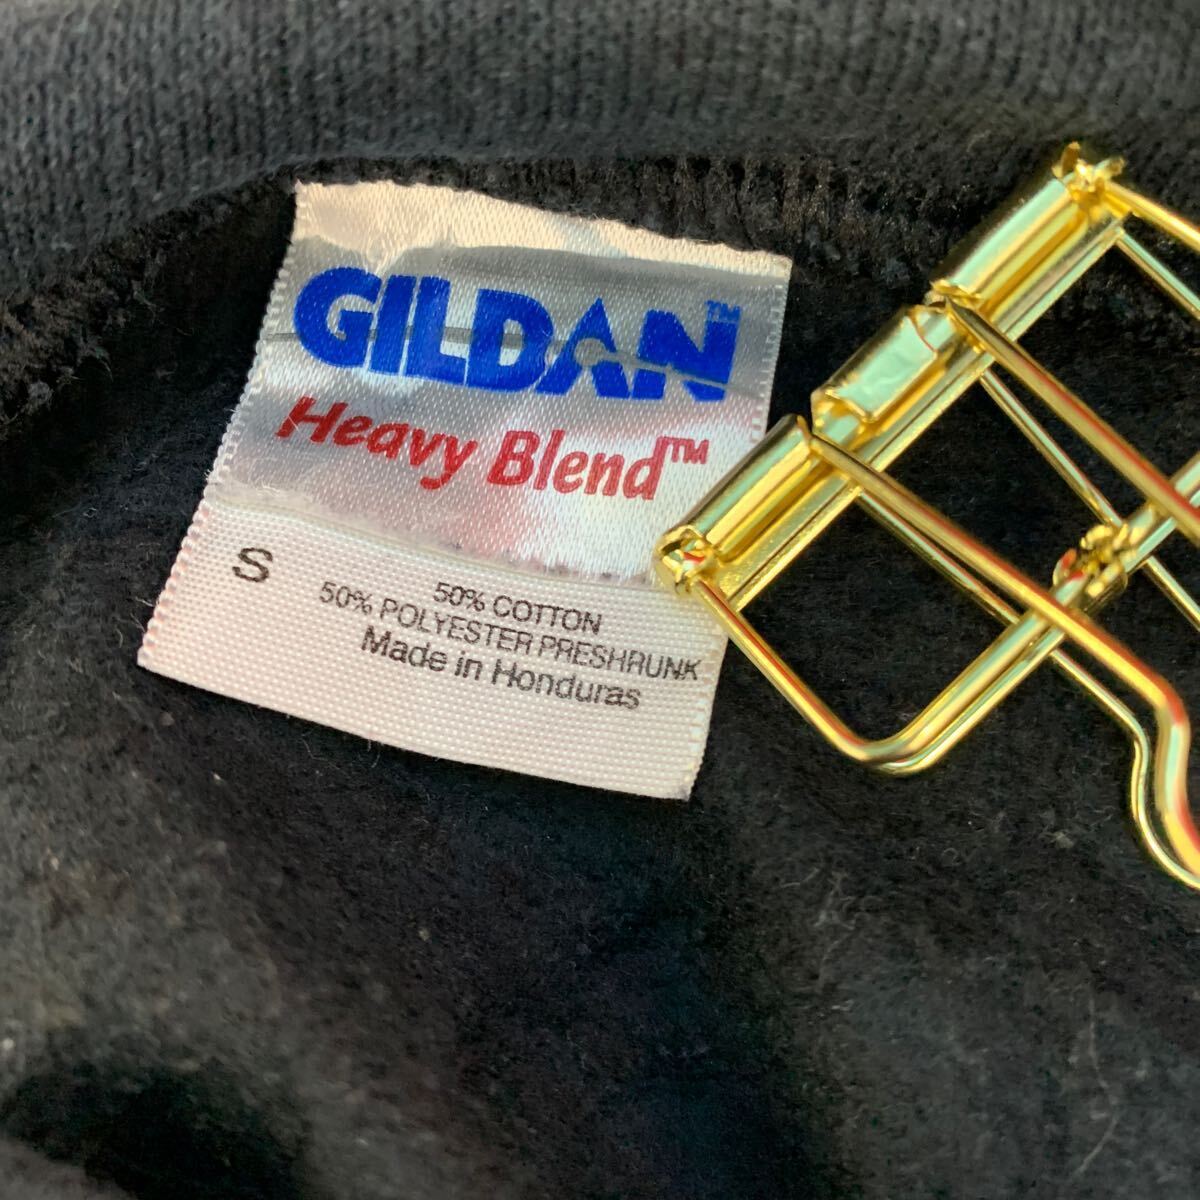 GILDAN™
Heavy Blend™
S
50% COTTON
50% POLYESTER PRESHRUNK
Made in Honduras